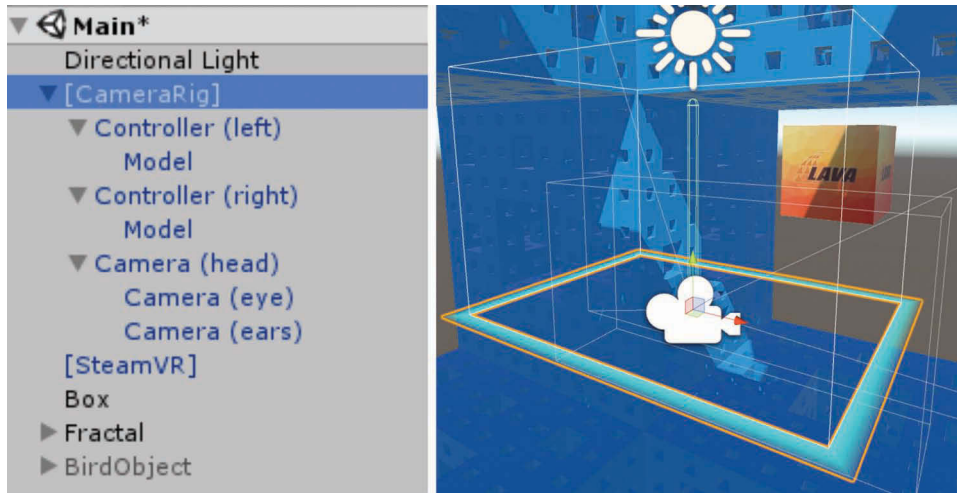 Main*
Directional Light
[CameraRig]
Controller (left)
Model
Controller (right)
Model
Camera (head)
Camera (eye)
Camera (ears)
[SteamVR]
Box
Fractal
BirdObject
LAVA